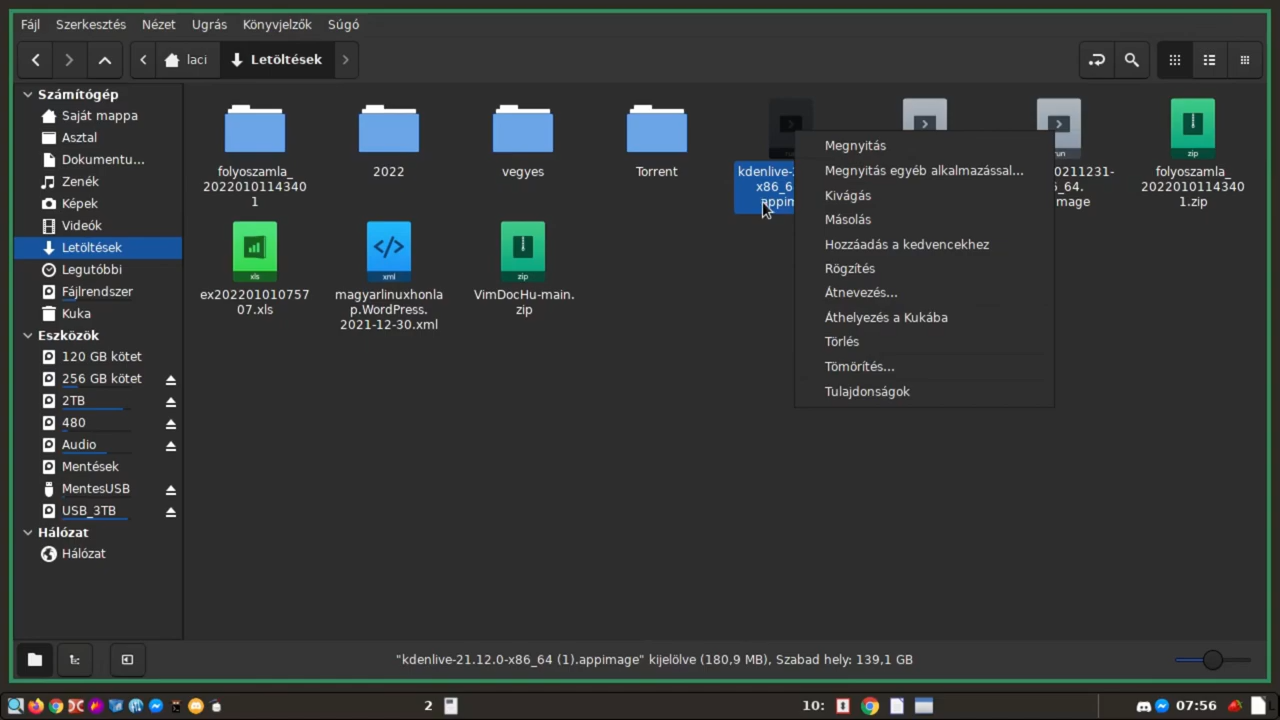 Fájl Szerkesztés Nézet Ugrás Könyvjelzők Súgó
laci Letöltések
Számítógép
Saját mappa
Asztal
Dokumentu...
Zenék
Képek
Videók
Letöltések
Legutóbbi
Fájlrendszer
Kuka
Eszközök
120 GB kötet
256 GB kötet
2TB
480
Audio
Mentések
MentesUSB
USB_3TB
Hálózat
Hálózat
folyoszamla_
2022010114340
1
2022
vegyes
Torrent
kdenlive-
x86_6
appim
0211231-
_64.
mage
zip
folyoszamla_
2022010114340
1.zip
xls
ex202201010757
07.xls
xml
magyarlinuxhonla
p.WordPress.
2021-12-30.xml
zip
VimDocHu-main.
zip
Megnyitás
Megnyitás egyéb alkalmazással...
Kivágás
Másolás
Hozzáadás a kedvencekhez
Rögzítés
Átnevezés...
Áthelyezés a Kukába
Törlés
Tömörítés...
Tulajdonságok
"kdenlive-21.12.0-x86_64 (1).appimage" kijelölve (180,9 MB), Szabad hely: 139,1 GB
2
10:
07:56